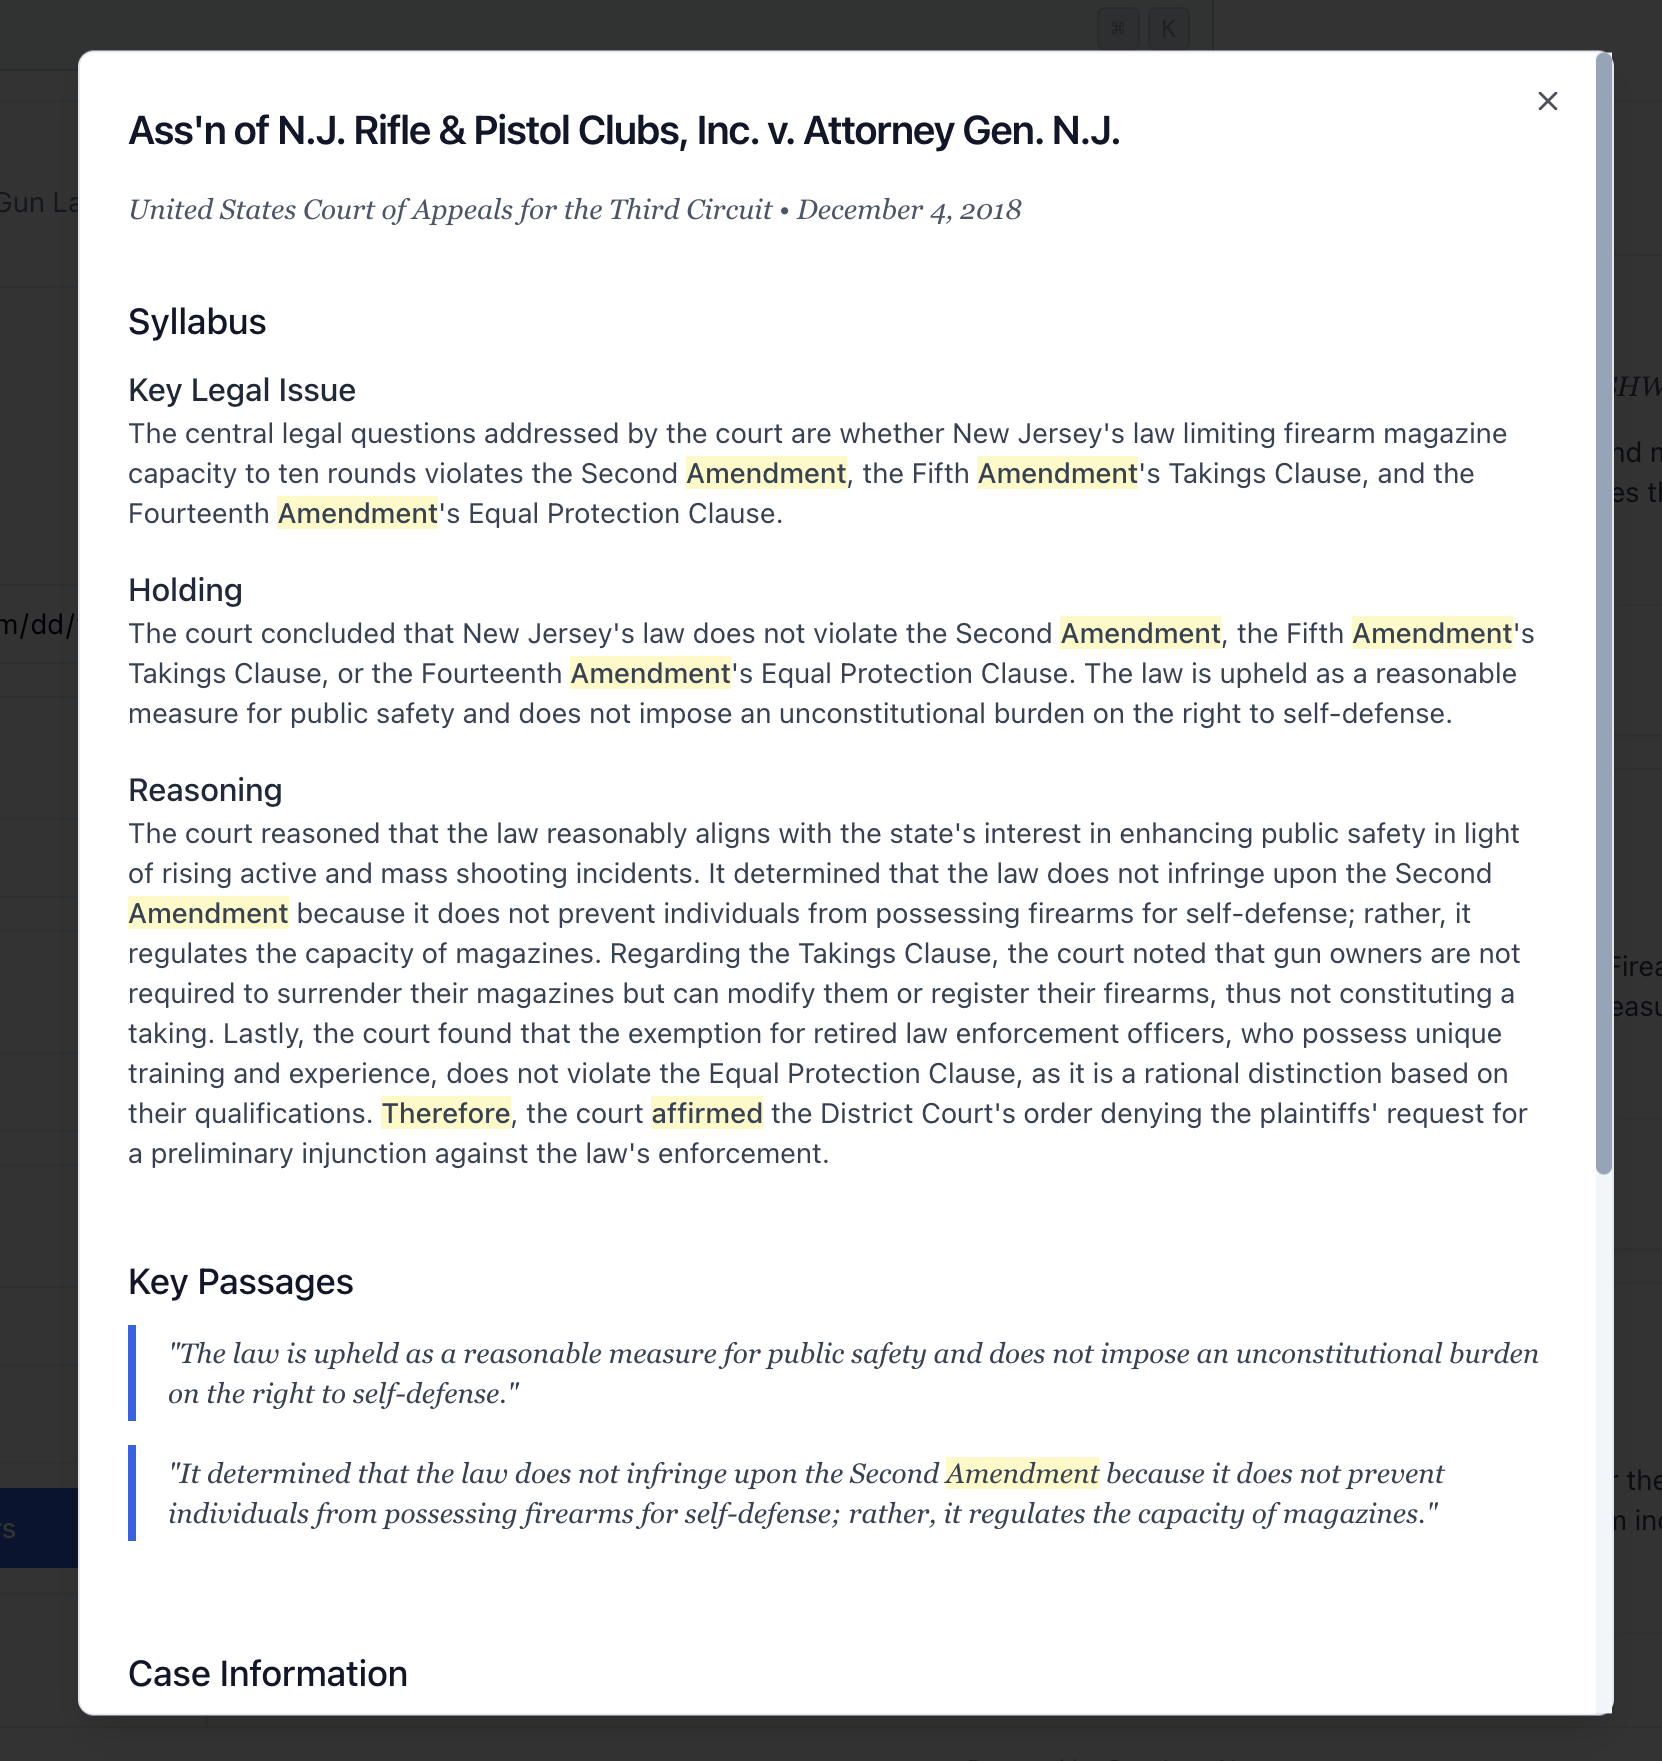 ⌘ K
Gun La
Ass'n of N.J. Rifle & Pistol Clubs, Inc. v. Attorney Gen. N.J.
United States Court of Appeals for the Third Circuit • December 4, 2018
Syllabus
Key Legal Issue
The central legal questions addressed by the court are whether New Jersey's law limiting firearm magazine
capacity to ten rounds violates the Second Amendment, the Fifth Amendment's Takings Clause, and the
Fourteenth Amendment's Equal Protection Clause.
Holding
The court concluded that New Jersey's law does not violate the Second Amendment, the Fifth Amendment's
Takings Clause, or the Fourteenth Amendment's Equal Protection Clause. The law is upheld as a reasonable
measure for public safety and does not impose an unconstitutional burden on the right to self-defense.
m/dd/
Reasoning
The court reasoned that the law reasonably aligns with the state's interest in enhancing public safety in light
of rising active and mass shooting incidents. It determined that the law does not infringe upon the Second
Amendment because it does not prevent individuals from possessing firearms for self-defense; rather, it
regulates the capacity of magazines. Regarding the Takings Clause, the court noted that gun owners are not
required to surrender their magazines but can modify them or register their firearms, thus not constituting a
taking. Lastly, the court found that the exemption for retired law enforcement officers, who possess unique
training and experience, does not violate the Equal Protection Clause, as it is a rational distinction based on
their qualifications. Therefore, the court affirmed the District Court's order denying the plaintiffs' request for
a preliminary injunction against the law's enforcement.
Key Passages
"The law is upheld as a reasonable measure for public safety and does not impose an unconstitutional burden
on the right to self-defense."
"It determined that the law does not infringe upon the Second Amendment because it does not prevent
individuals from possessing firearms for self-defense; rather, it regulates the capacity of magazines."
Case Information